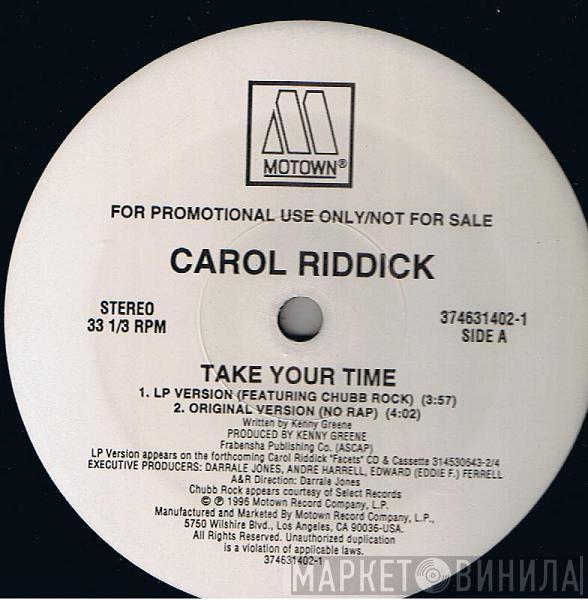 MOTOWN®
FOR PROMOTIONAL USE ONLY/NOT FOR SALE
CAROL RIDDICK
STEREO
33 1/3 RPM
374631402-1
SIDE A
TAKE YOUR TIME
1. LP VERSION (FEATURING CHUBB ROCK) (3:57)
2. ORIGINAL VERSION (NO RAP) (4:02)
Written by Kenny Greene
PRODUCED BY KENNY GREENE
Frabensha Publishing Co. (ASCAP)
LP Version appears on the forthcoming Carol Riddick "Facets" CD & Cassette 314530643-2/4
EXECUTIVE PRODUCERS: DARRALE JONES, ANDRE HARRELL, EDWARD (EDDIE F.) FERRELL
A&R Direction: Darrale Jones
Chubb Rock appears courtesy of Select Records
© ℗ 1996 Motown Record Company, L.P.
Manufactured and Marketed By Motown Record Company, L.P.,
5750 Wilshire Blvd., Los Angeles, CA 90036-USA.
All Rights Reserved. Unauthorized duplication
is a violation of applicable laws.
374631402-1
МАРКЕТ ВИНИЛА